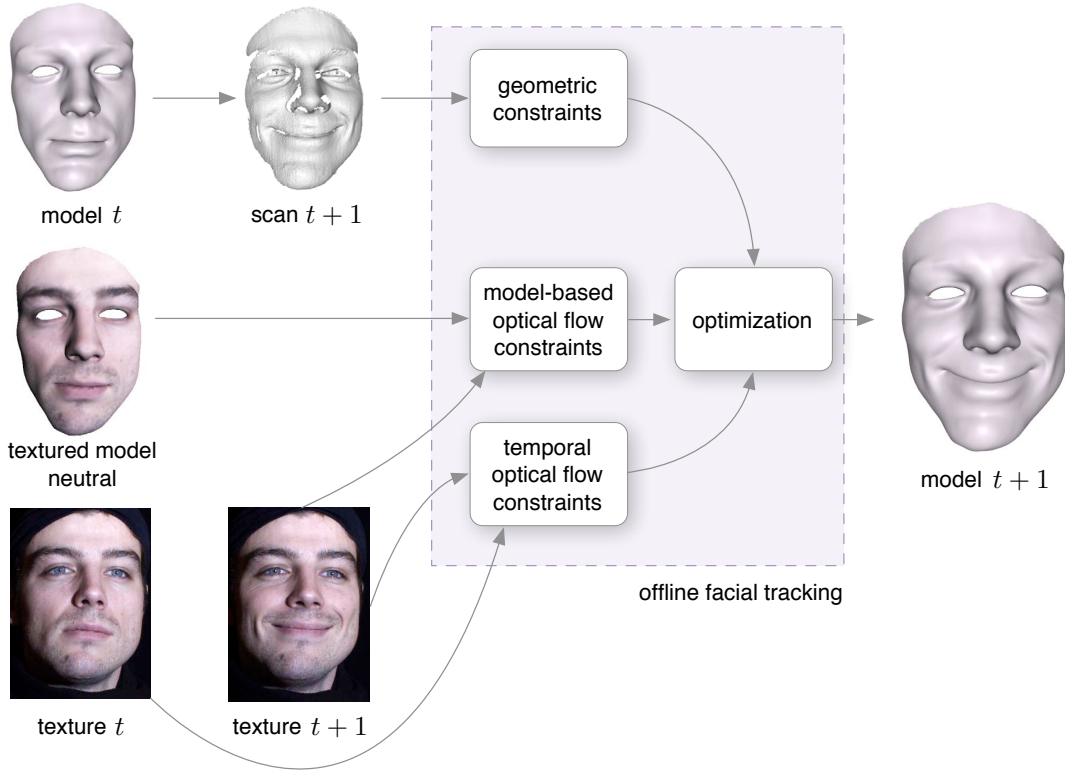 geometric
constraints
model t
scan t + 1
model-based
optical flow
constraints
optimization
textured model
neutral
temporal
optical flow
constraints
model t + 1
offline facial tracking
texture t
texture t + 1